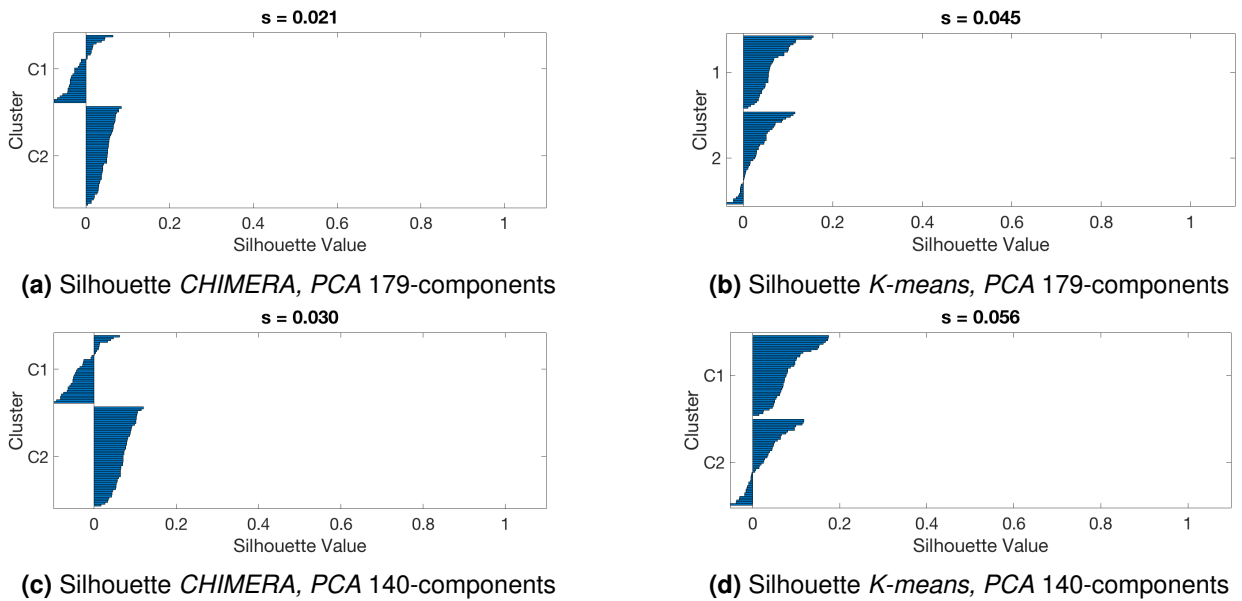 s = 0.021
Cluster
C1
C2
0
0.2
0.4
0.6
0.8
1
Silhouette Value
(a) Silhouette CHIMERA, PCA 179-components
s = 0.045
Cluster
1
2
0
0.2
0.4
0.6
0.8
1
Silhouette Value
(b) Silhouette K-means, PCA 179-components
s = 0.030
Cluster
C1
C2
0
0.2
0.4
0.6
0.8
1
Silhouette Value
(c) Silhouette CHIMERA, PCA 140-components
s = 0.056
Cluster
C1
C2
0
0.2
0.4
0.6
0.8
1
Silhouette Value
(d) Silhouette K-means, PCA 140-components